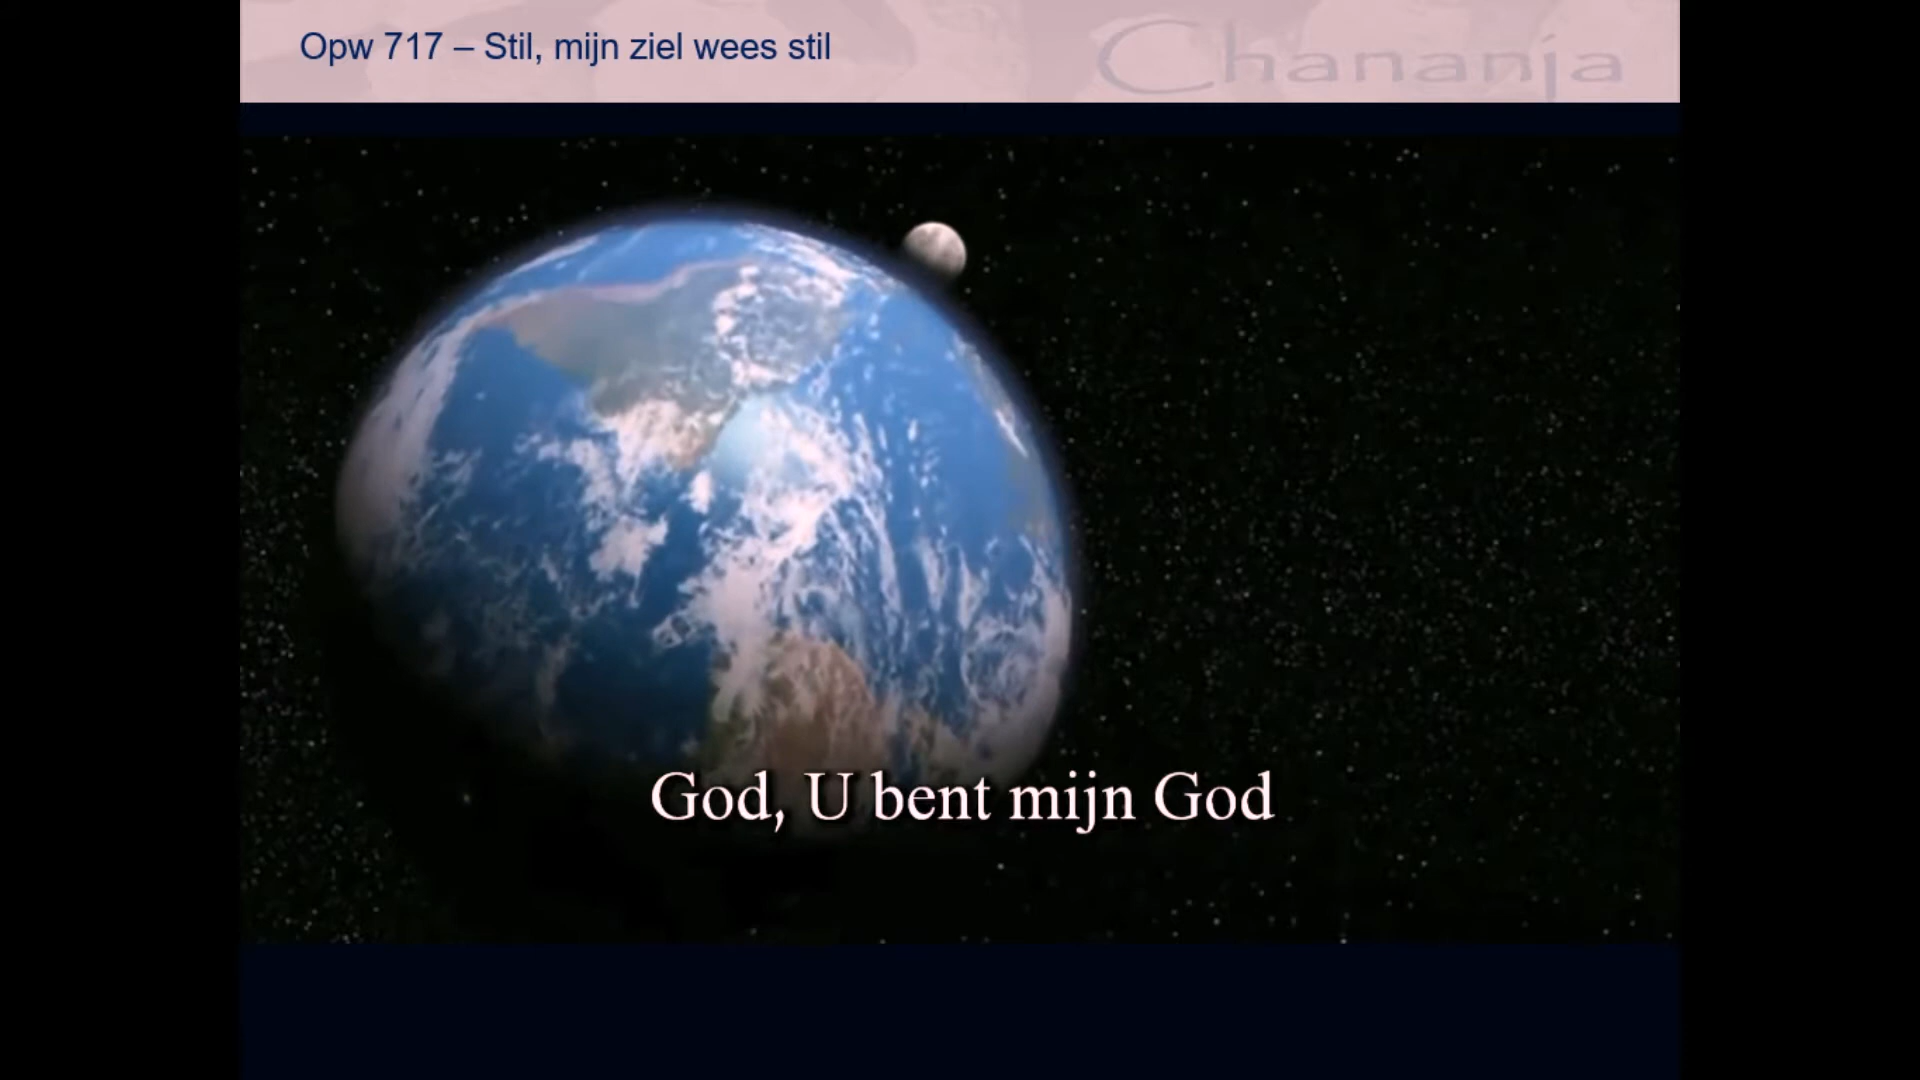 Opw 717 – Stil, mijn ziel wees stil
Chananja
God, U bent mijn God